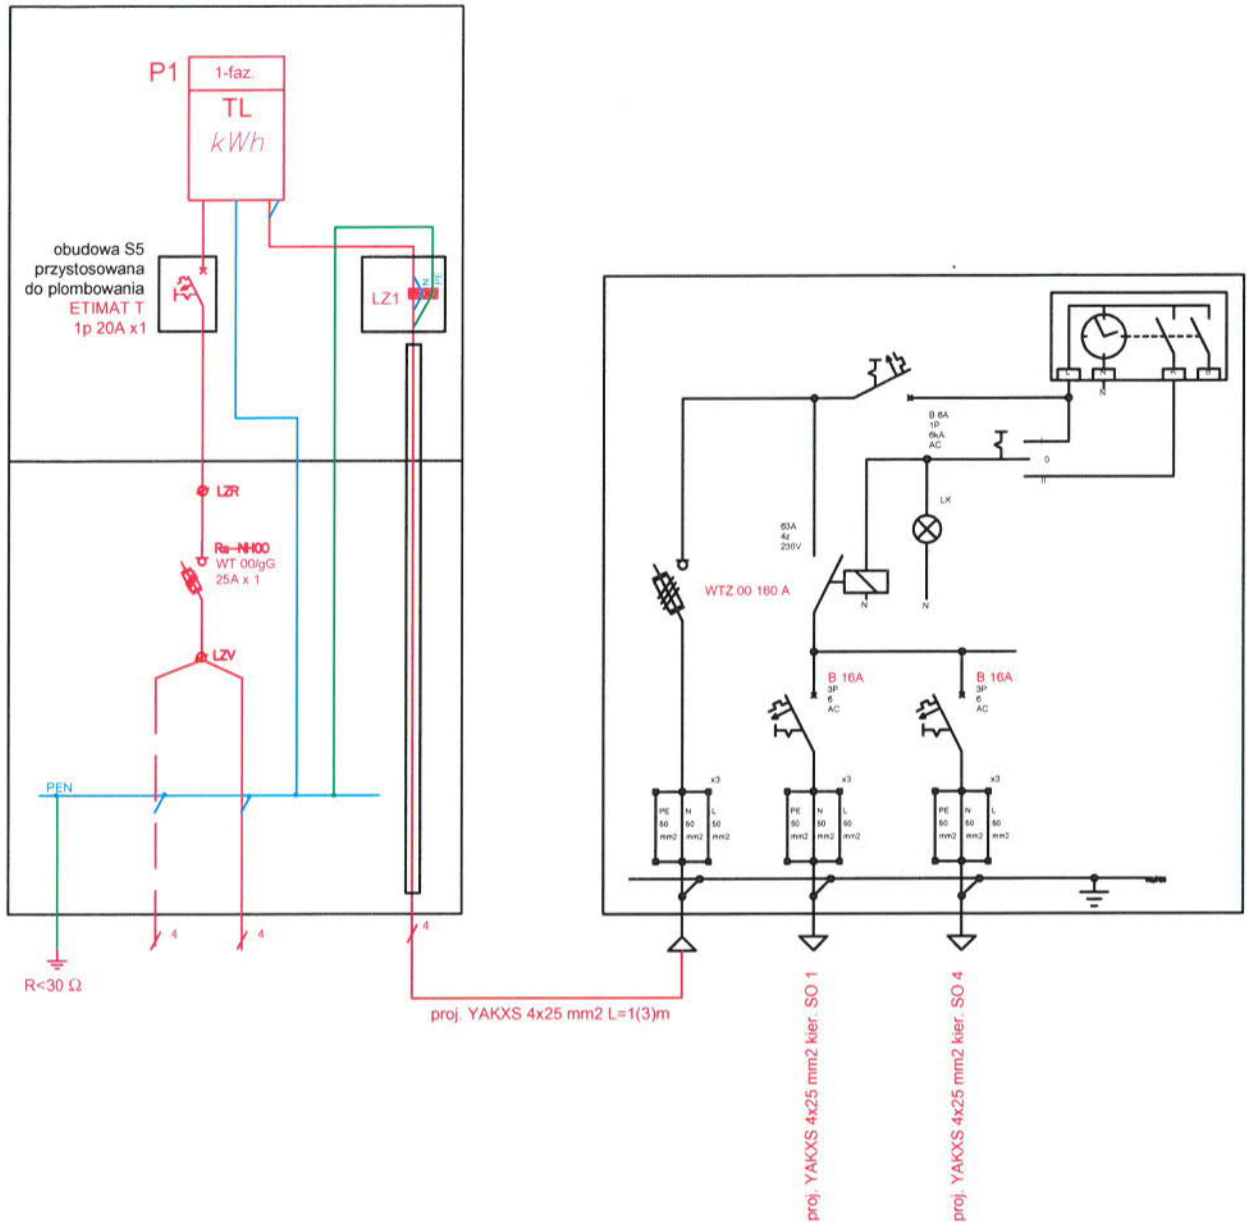 P1
1-faz.
TL
kWh
obudowa S5
przystosowana
do plombowania
ETIMAT T
1p 20A x1
LZ1
N
PE
LZR
WT 00/gG
25A x 1
LZV
PEN
4
4
4
R<30 Ω
proj. YAKXS 4x25 mm2 L=1(3)m
L
N
N
B 6A
1P
6kA
AC
I
0
II
LK
63A
4z
230V
N
N
WTZ 00 160 A
B 16A
3P
6
AC
B 16A
3P
6
AC
x3
PE N L
50 50 50
mm2 mm2 mm2
x3
PE N L
50 50 50
mm2 mm2 mm2
x3
PE N L
50 50 50
mm2 mm2 mm2
proj. YAKXS 4x25 mm2 kier. SO 1
proj. YAKXS 4x25 mm2 kier. SO 4